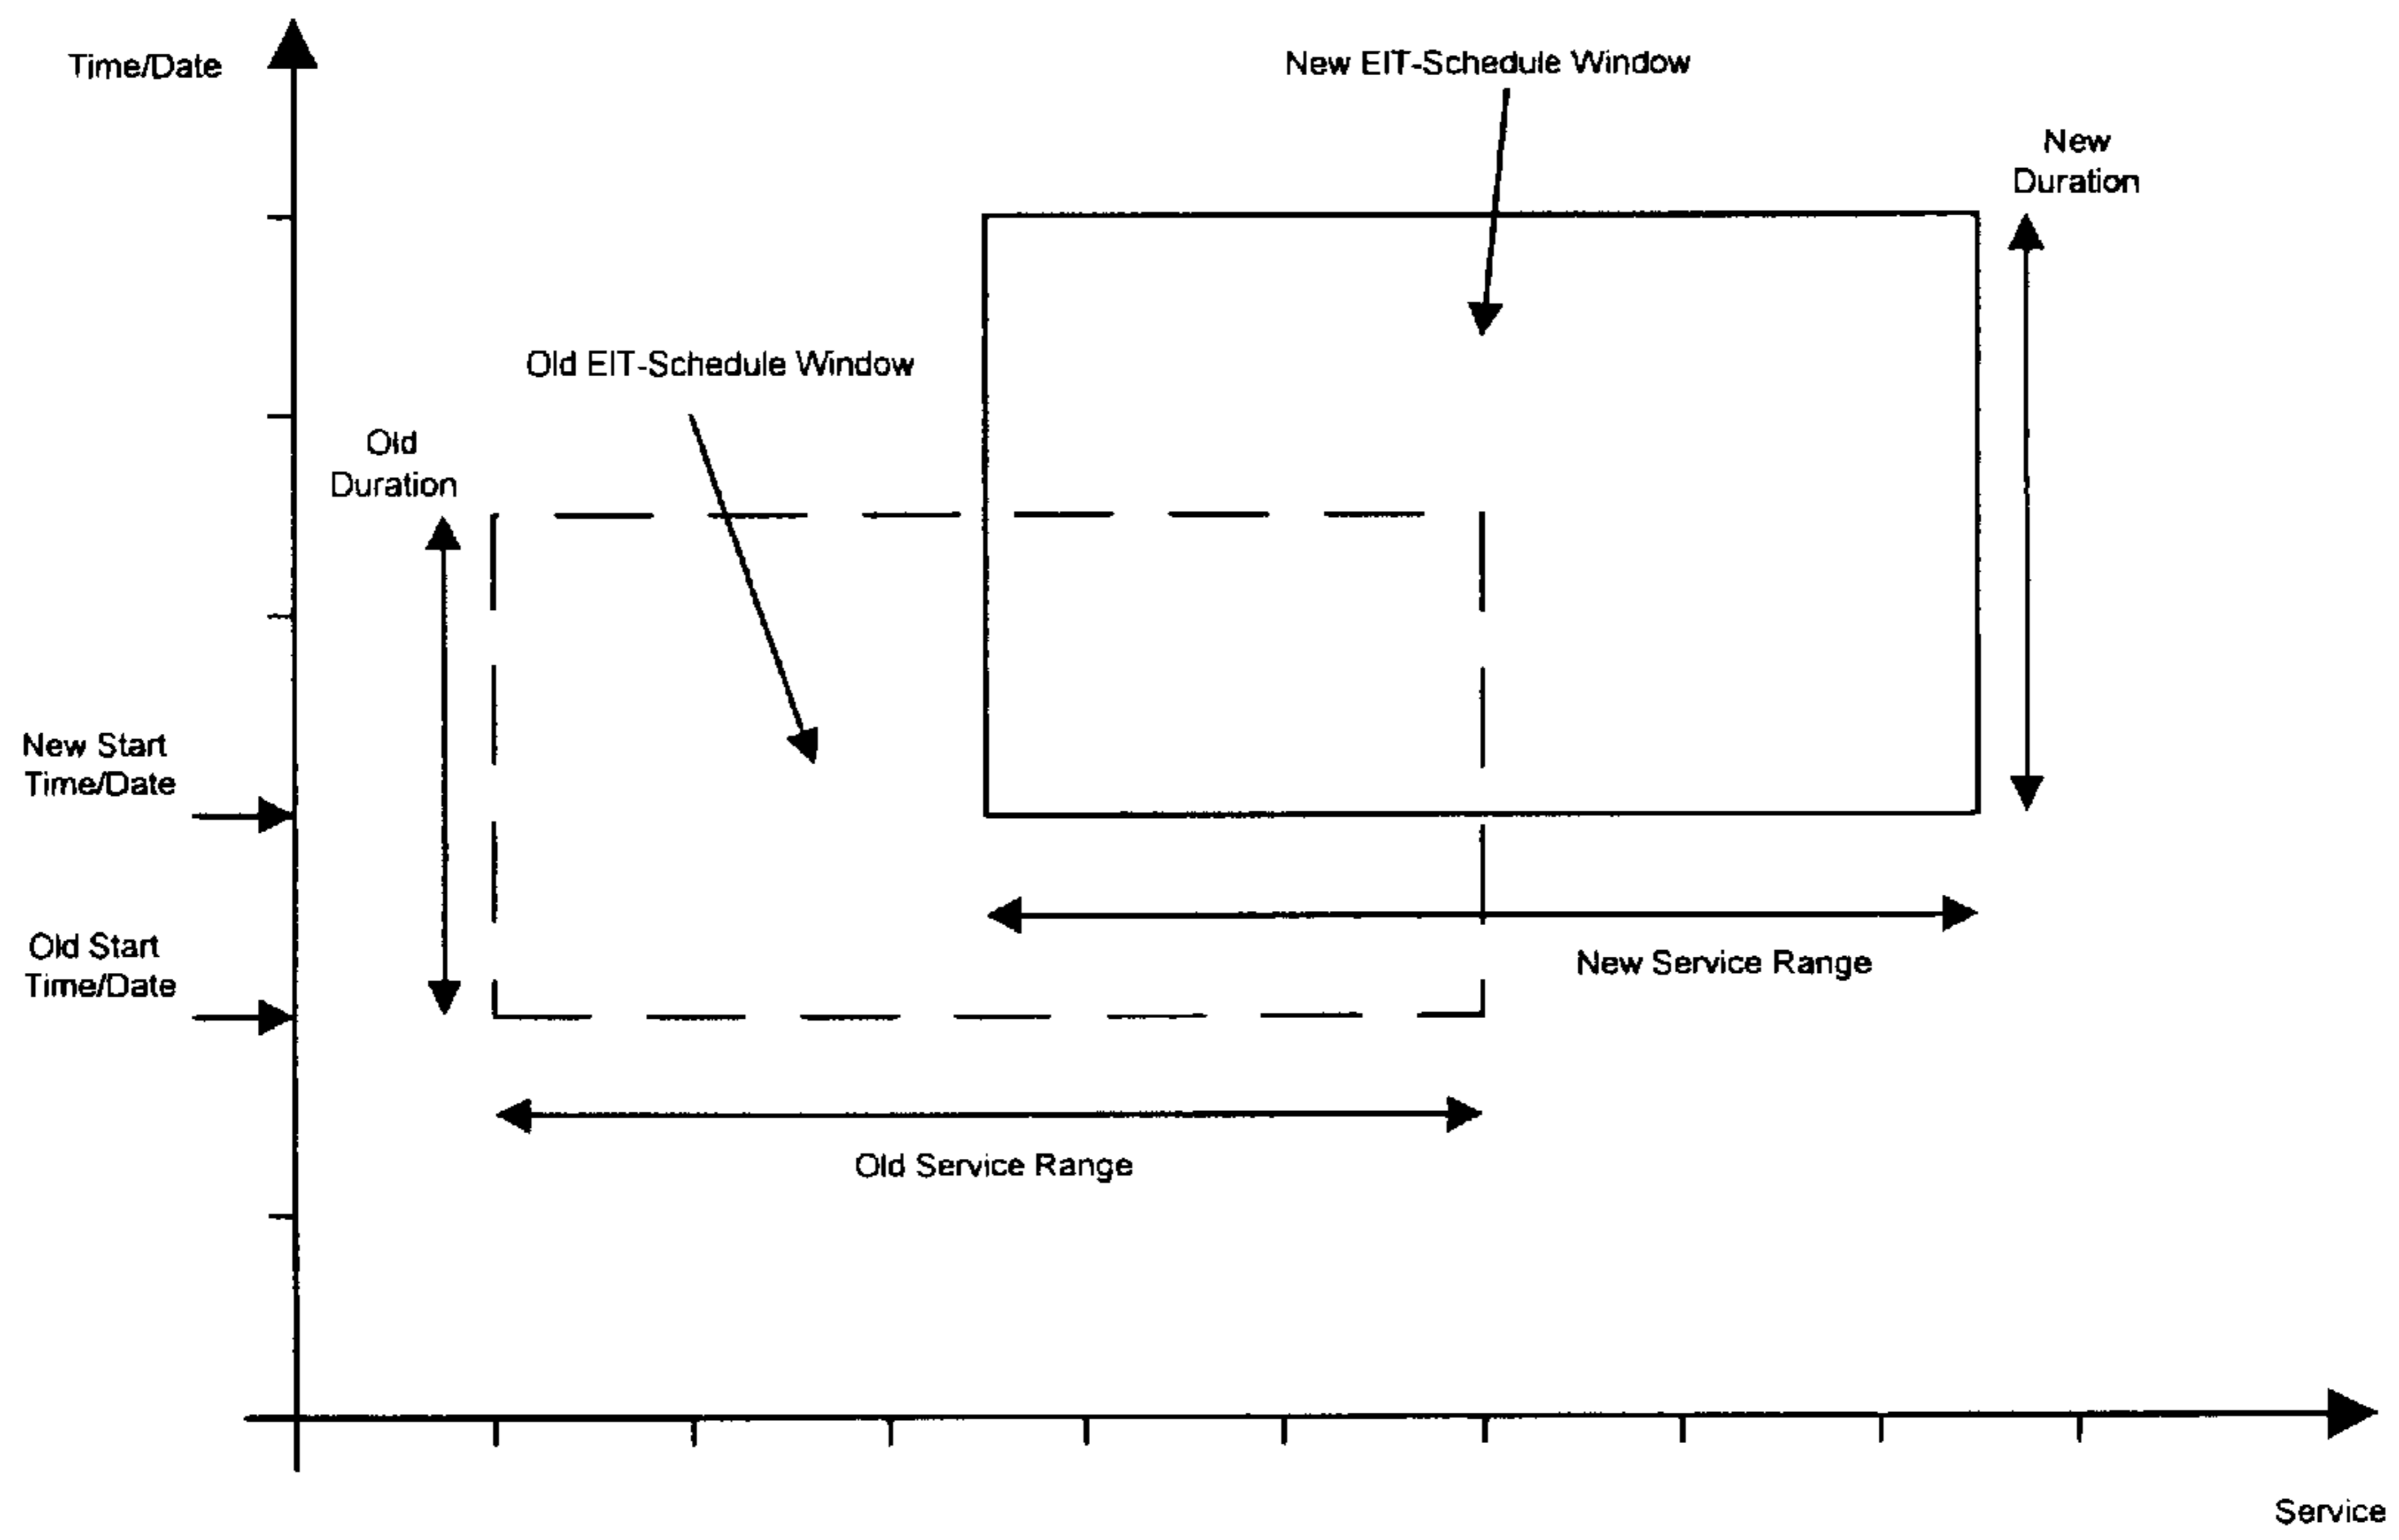 Time/Date
New EIT-Schedule Window
New
Duration
Old EIT-Schedule Window
Old
Duration
New Start
Time/Date
Old Start
Time/Date
New Service Range
Old Service Range
Service